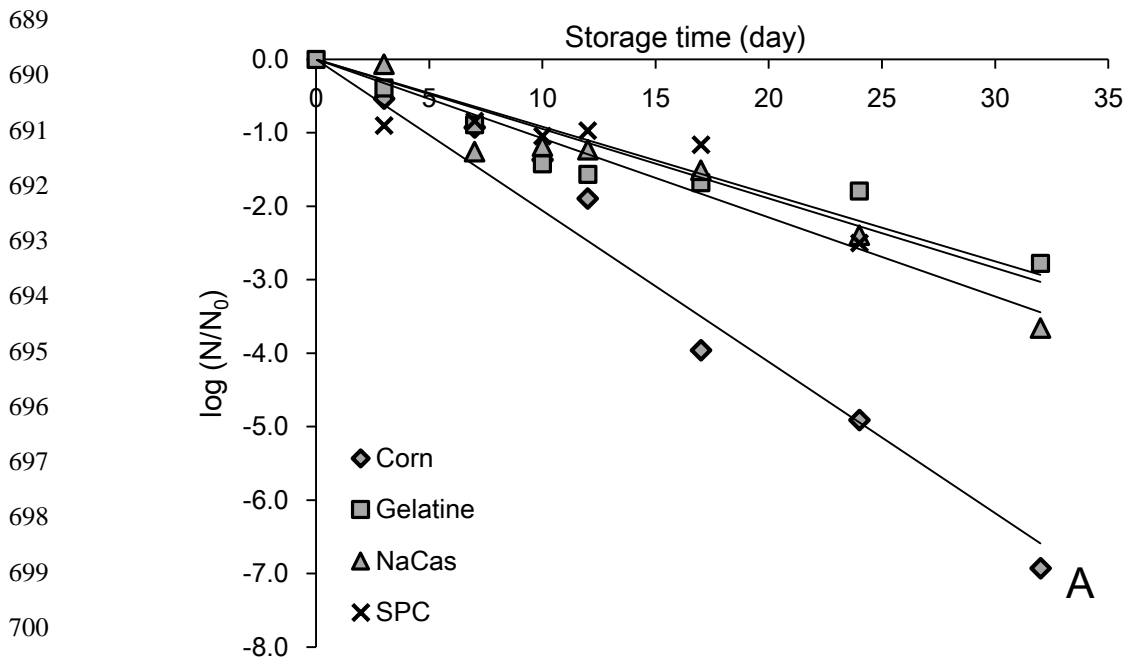 689
Storage time (day)
690
0.0
0 5 10 15 20 25 30 35
691
-1.0
692
-2.0
693
-3.0
694
log (N/N₀)
695
-4.0
696
-5.0
697
Corn
698
-6.0
Gelatine
699
-7.0
NaCas
A
700
SPC
-8.0